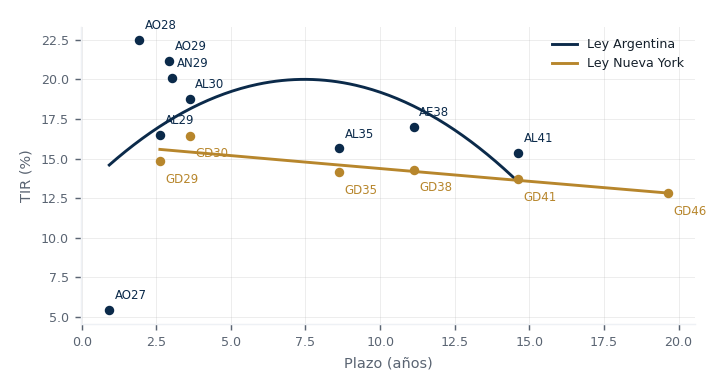 AO28
22.5
Ley Argentina
AO29
Ley Nueva York
AN29
20.0
AL30
AE38
17.5
AL29
AL35
AL41
GD30
15.0
GD29
GD35
GD38
GD41
12.5
GD46
10.0
7.5
AO27
5.0
0.0 2.5 5.0 7.5 10.0 12.5 15.0 17.5 20.0
Plazo (años)
TIR (%)